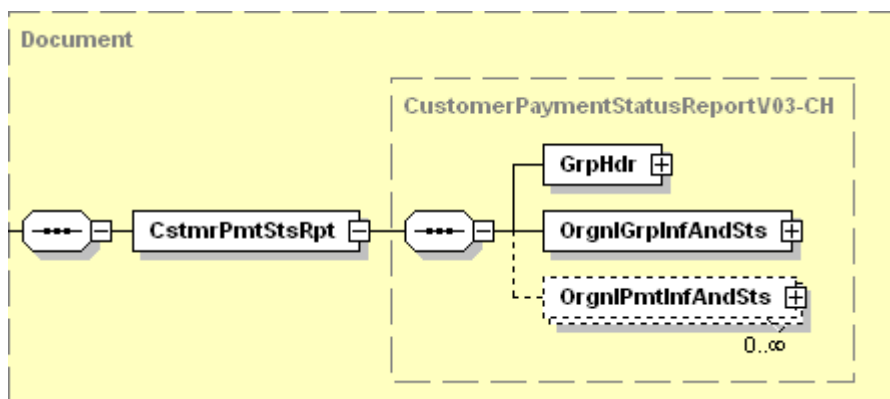 Document
CustomerPaymentStatusReportV03-CH
GrpHdr
CstmrPmtStsRpt
OrgnlGrpInfAndSts
OrgnlPmtInfAndSts
0..∞